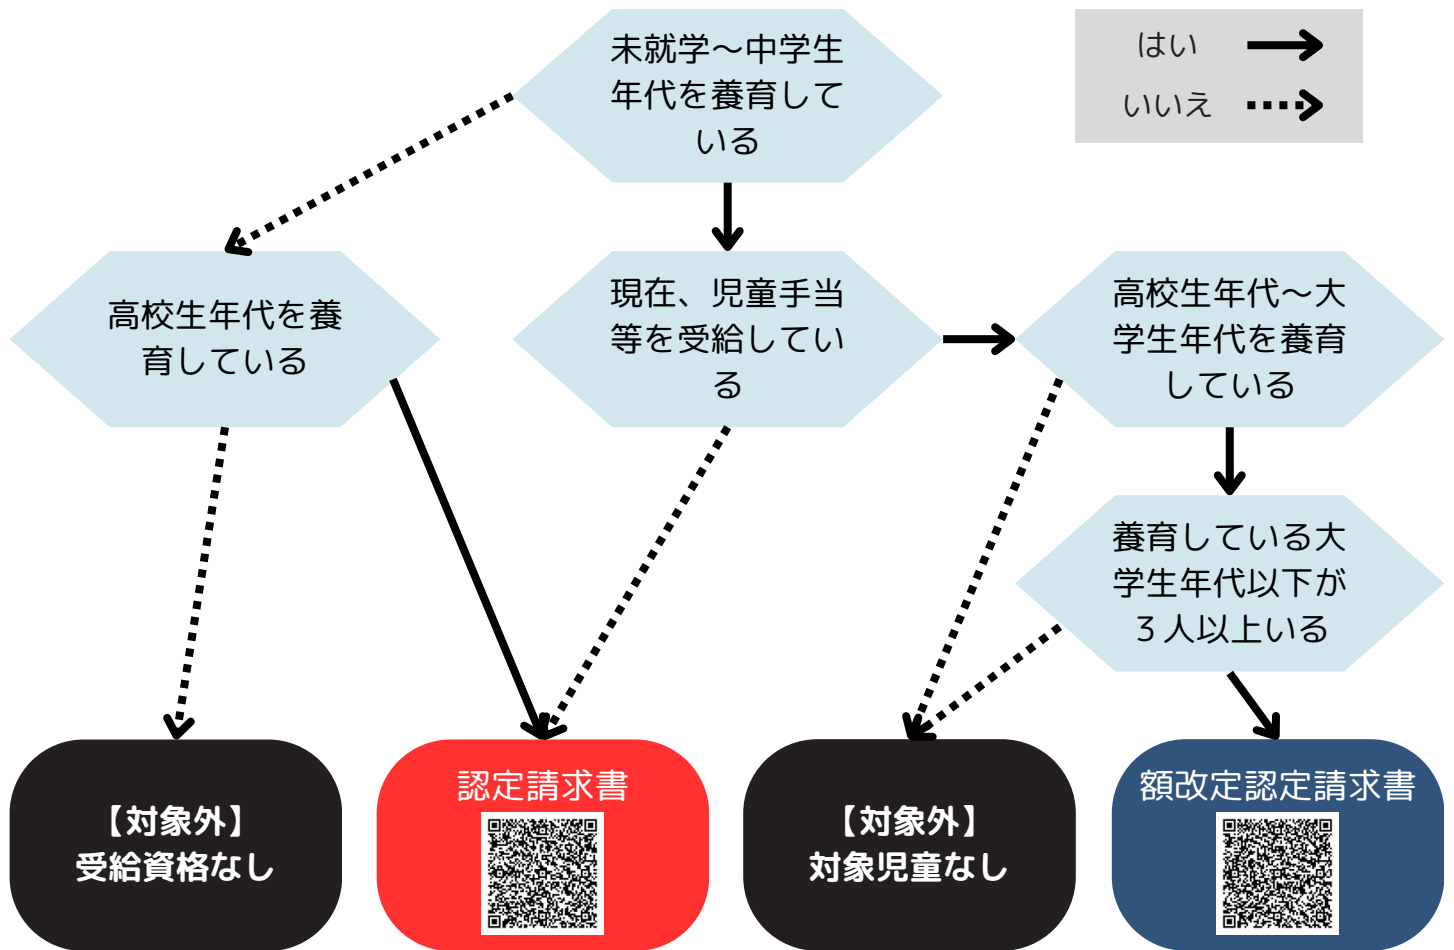 未就学～中学生
年代を養育して
いる
はい
いいえ
高校生年代を養
育している
現在、児童手当
等を受給してい
る
高校生年代～大
学生年代を養育
している
養育している大
学生年代以下が
３人以上いる
【対象外】
受給資格なし
認定請求書
【対象外】
対象児童なし
額改定認定請求書